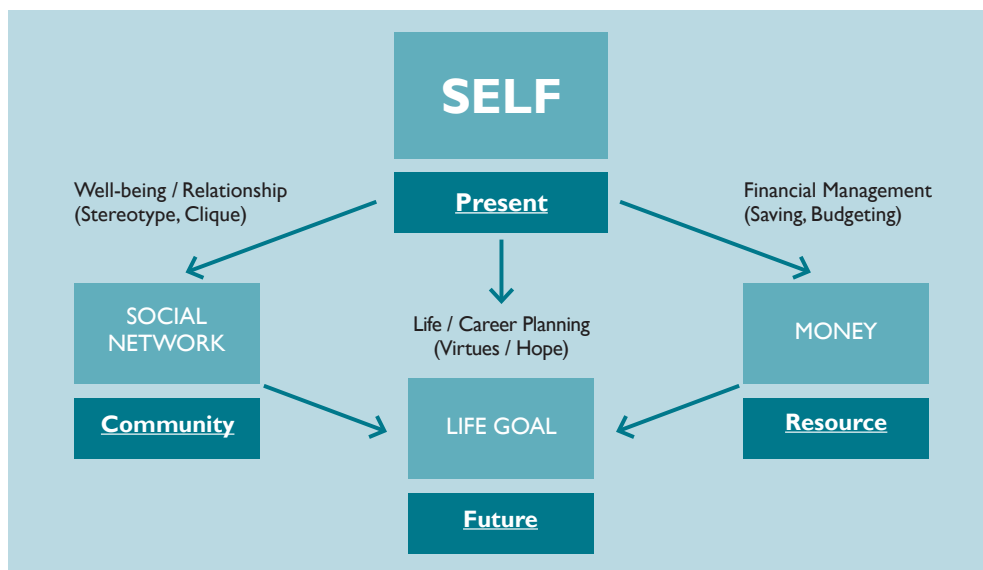 SELF
Present
Well-being / Relationship
(Stereotype, Clique)
Financial Management
(Saving, Budgeting)
SOCIAL
NETWORK
Community
Life / Career Planning
(Virtues / Hope)
MONEY
Resource
LIFE GOAL
Future